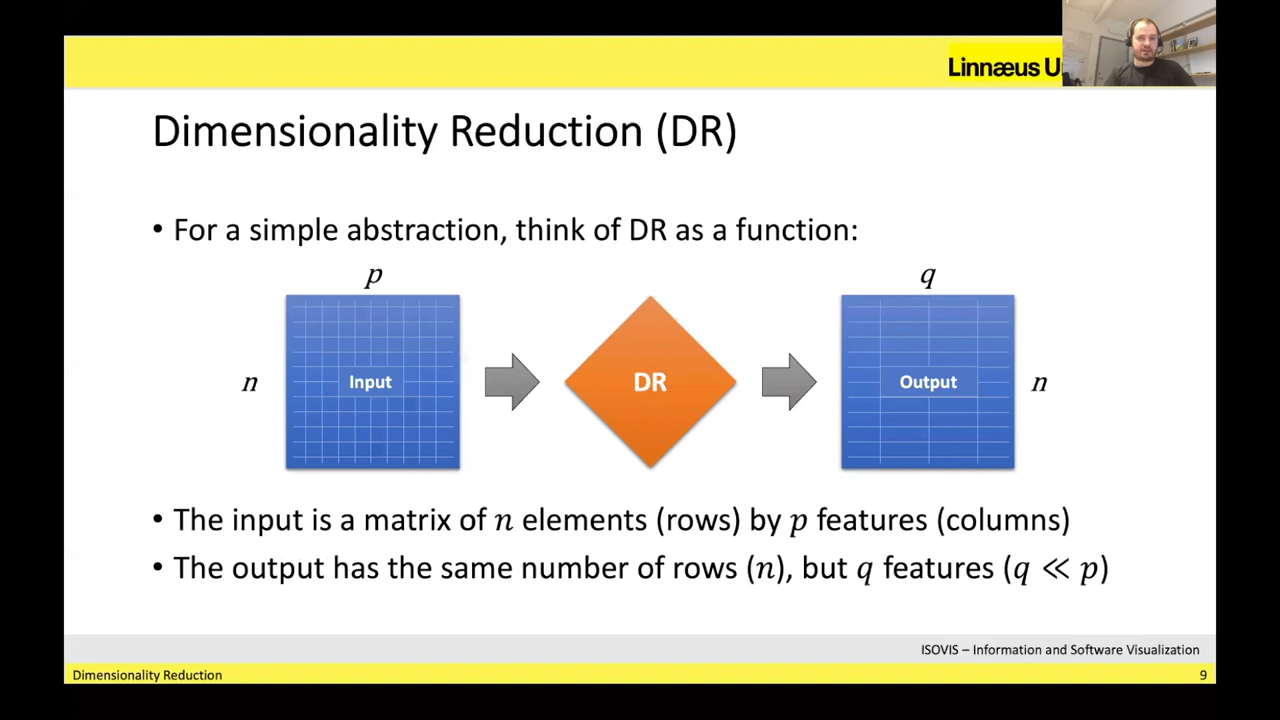 Linnæus U
Dimensionality Reduction (DR)
• For a simple abstraction, think of DR as a function:
p
q
n
Input
DR
Output
n
• The input is a matrix of n elements (rows) by p features (columns)
• The output has the same number of rows (n), but q features (q ≪ p)
ISOVIS – Information and Software Visualization
Dimensionality Reduction
9